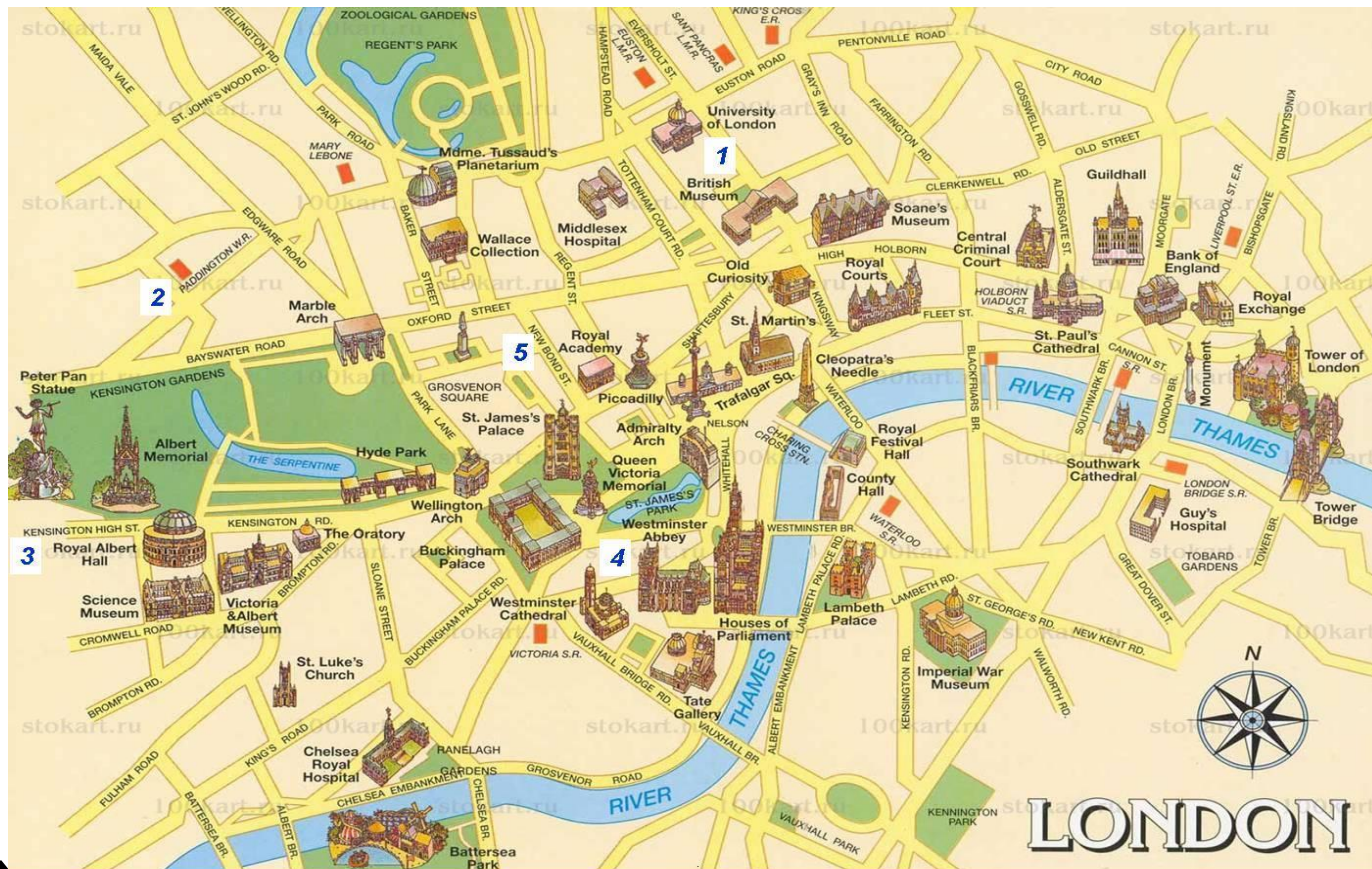 ZOOLOGICAL GARDENS
REGENT'S PARK
WELLINGTON RD.
MAIDA VALE
ST. JOHN'S WOOD RD.
PARK ROAD
HAMPSTEAD ROAD
EVERSHOLT ST.
EUSTON
L.M.R.
SANT PANCRAS
L.M.R.
KING'S CROS
E.R.
PENTONVILLE ROAD
EUSTON ROAD
GRAY'S INN ROAD
FARRINGTON RD.
GOSSWELL RD.
CITY ROAD
OLD STREET
KINGSLAND RD.
University
of London
1
MARY
LEBONE
Mdme. Tussaud's
Planetarium
British
Museum
TOTTENHAM COURT RD.
CLERKENWELL RD.
ALDERSGATE ST.
Guildhall
MOORGATE
LIVERPOOL ST. E.R.
BISHOPSGATE
EDGWARE ROAD
BAKER
STREET
Wallace
Collection
Middlesex
Hospital
Soane's
Museum
Central
Criminal
Court
PADDINGTON W.R.
2
REGENT ST.
Old
Curiosity
HIGH
HOLBORN
Royal
Courts
KINGSWAY
Bank of
England
Royal
Exchange
HOLBORN
VIADUCT
S.R.
Marble
Arch
OXFORD STREET
5
NEW BOND ST.
Royal
Academy
SHAFTESBURY
St. Martin's
FLEET ST.
St. Paul's
Cathedral
BAYSWATER ROAD
KENSINGTON GARDENS
Peter Pan
Statue
GROSVENOR
SQUARE
PARK LANE
Piccadilly
Trafalgar Sq.
Cleopatra's
Needle
BLACKFRIARS BR.
RIVER
THAMES
SOUTHWARK BR.
CANNON ST.
S.R.
LONDON BR.
Monument
Tower of
London
St. James's
Palace
Admiralty
Arch
NELSON
WHITEHALL
CHARING
CROSS STN.
WATERLOO
Royal
Festival
Hall
Albert
Memorial
THE SERPENTINE
Hyde Park
Queen
Victoria
Memorial
ST. JAMES'S
PARK
County
Hall
WATERLOO
S.R.
Southwark
Cathedral
LONDON
BRIDGE S.R.
Guy's
Hospital
Tower
Bridge
Wellington
Arch
KENSINGTON HIGH ST.
KENSINGTON RD.
3
Royal Albert
Hall
The Oratory
Buckingham
Palace
4
Westminster
Abbey
WESTMINSTER BR.
TOBARD
GARDENS
TOWER BR.
GREAT DOVER ST.
BROMPTON RD.
Science
Museum
Victoria
&Albert
Museum
SLOANE STREET
BUCKINGHAM PALACE RD.
Westminster
Cathedral
VICTORIA S.R.
VAUXHALL BRIDGE RD.
Houses of
Parliament
LAMBETH PALACE RD.
Lambeth
Palace
LAMBETH RD.
ST. GEORGE'S RD.
NEW KENT RD.
CROMWELL ROAD
BROMPTON RD.
St. Luke's
Church
Tate
Gallery
THAMES
ALBERT EMBANKMENT
KENSINGTON RD.
Imperial War
Museum
WALWORTH RD.
N
FULHAM ROAD
KING'S ROAD
Chelsea
Royal
Hospital
RANELAGH
GARDENS
GROSVENOR ROAD
VAUXHALL BR.
CHELSEA EMBANKMENT
CHELSEA BR.
RIVER
BATTERSEA BR.
ALBERT BR.
Battersea
Park
VAUXHALL PARK
KENNINGTON
PARK
LONDON
stokart.ru
100kart.ru